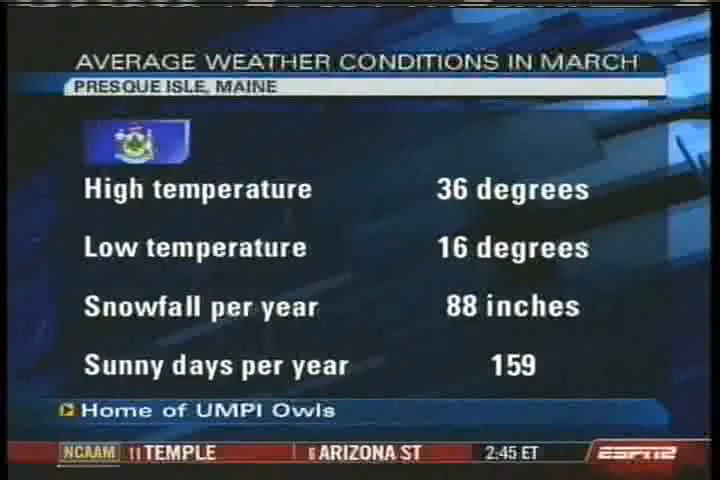 AVERAGE WEATHER CONDITIONS IN MARCH
PRESQUE ISLE, MAINE
High temperature 36 degrees
Low temperature 16 degrees
Snowfall per year 88 inches
Sunny days per year 159
Home of UMPI Owls
NCAAM 11 TEMPLE 6 ARIZONA ST 2:45 ET ESPN2